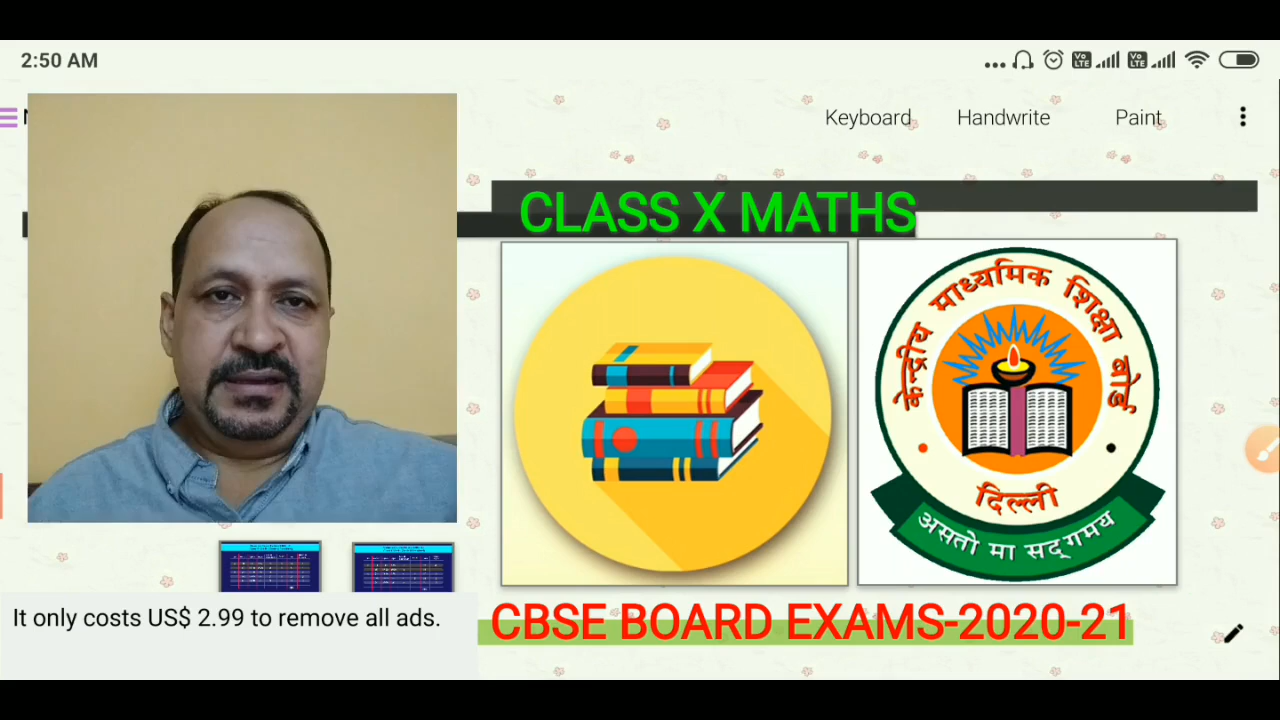 2:50 AM
Keyboard Handwrite Paint
CLASS X MATHS
केन्द्रीय माध्यमिक शिक्षा बोर्ड
दिल्ली
असतो मा सद्गमय
It only costs US$ 2.99 to remove all ads.
CBSE BOARD EXAMS-2020-21